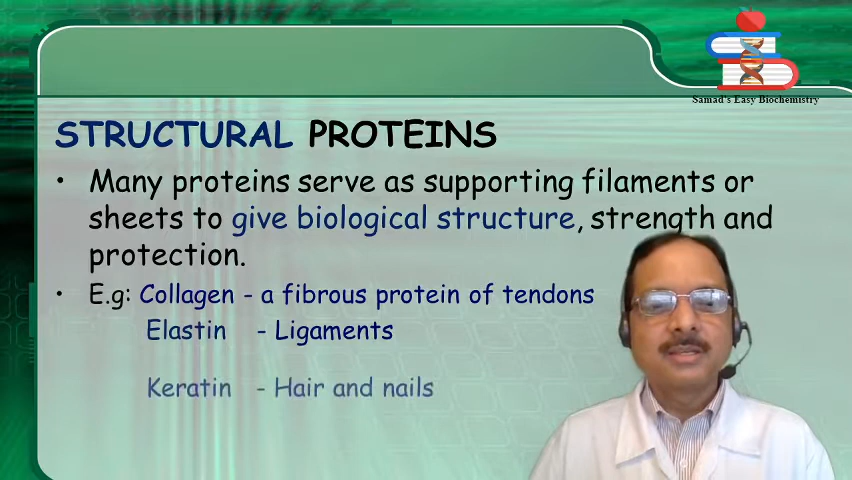 Samad's Easy Biochemistry
STRUCTURAL PROTEINS
• Many proteins serve as supporting filaments or
sheets to give biological structure, strength and
protection.
• E.g: Collagen - a fibrous protein of tendons
Elastin - Ligaments
Keratin - Hair and nails